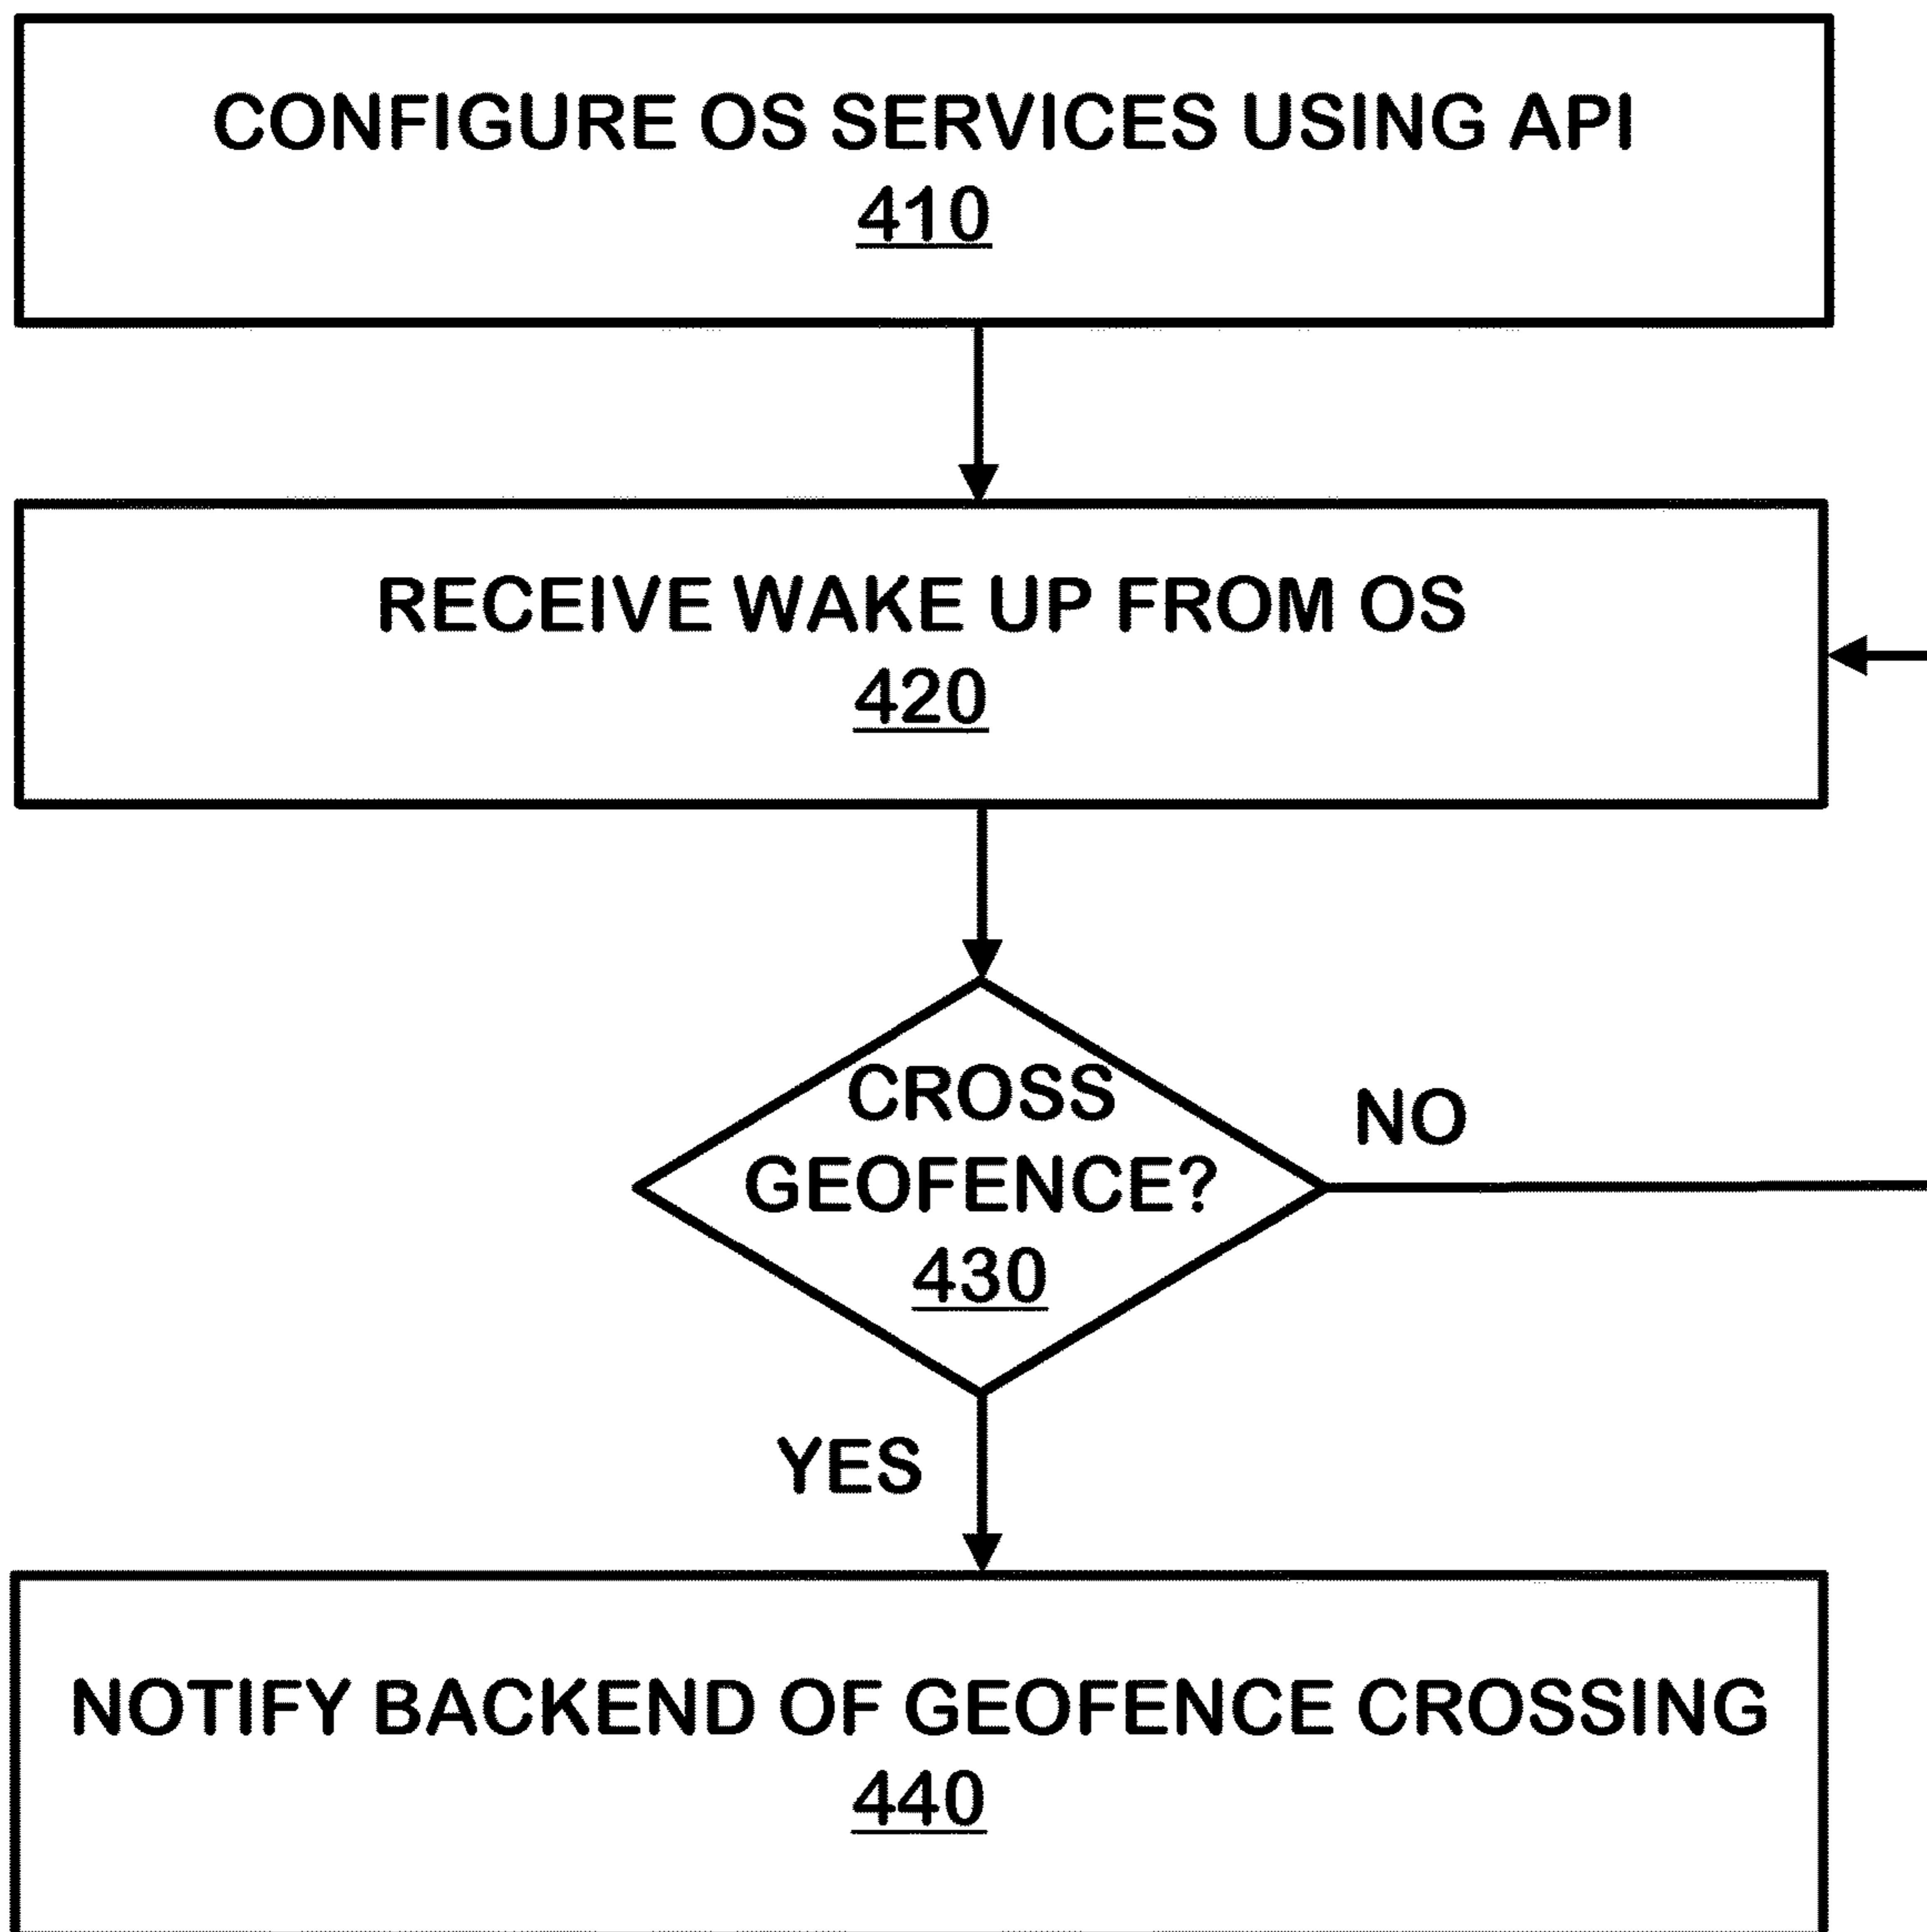 CONFIGURE OS SERVICES USING API
410
RECEIVE WAKE UP FROM OS
420
CROSS
GEOFENCE?
430
NO
YES
NOTIFY BACKEND OF GEOFENCE CROSSING
440